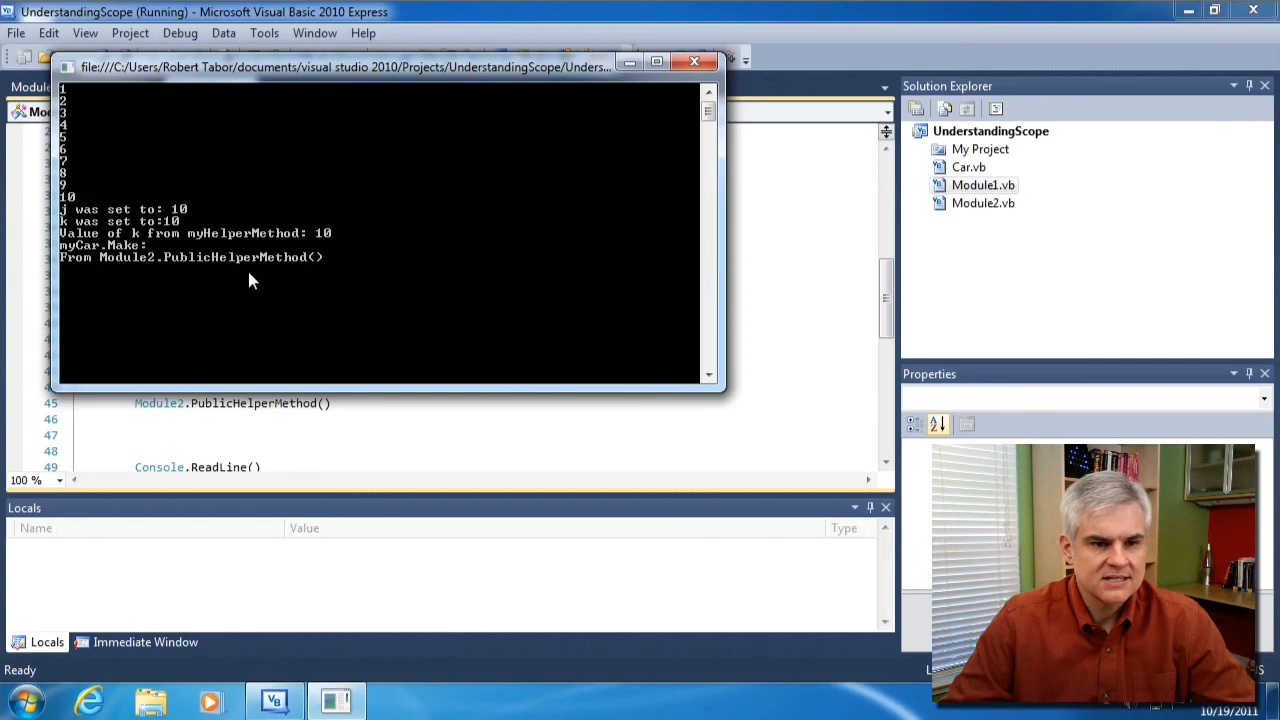 UnderstandingScope (Running) - Microsoft Visual Basic 2010 Express
File Edit View Project Debug Data Tools Window Help
file:///C:/Users/Robert Tabor/documents/visual studio 2010/Projects/UnderstandingScope/Unders...
Module
Mod
1
2
3
4
5
6
7
8
9
10
j was set to: 10
k was set to:10
Value of k from myHelperMethod: 10
myCar.Make:
From Module2.PublicHelperMethod()
45 Module2.PublicHelperMethod()
46
47
48
49 Console.ReadLine()
100 %
Solution Explorer
UnderstandingScope
My Project
Car.vb
Module1.vb
Module2.vb
Properties
Locals
Name Value Type
Locals Immediate Window
Ready
10/19/2011